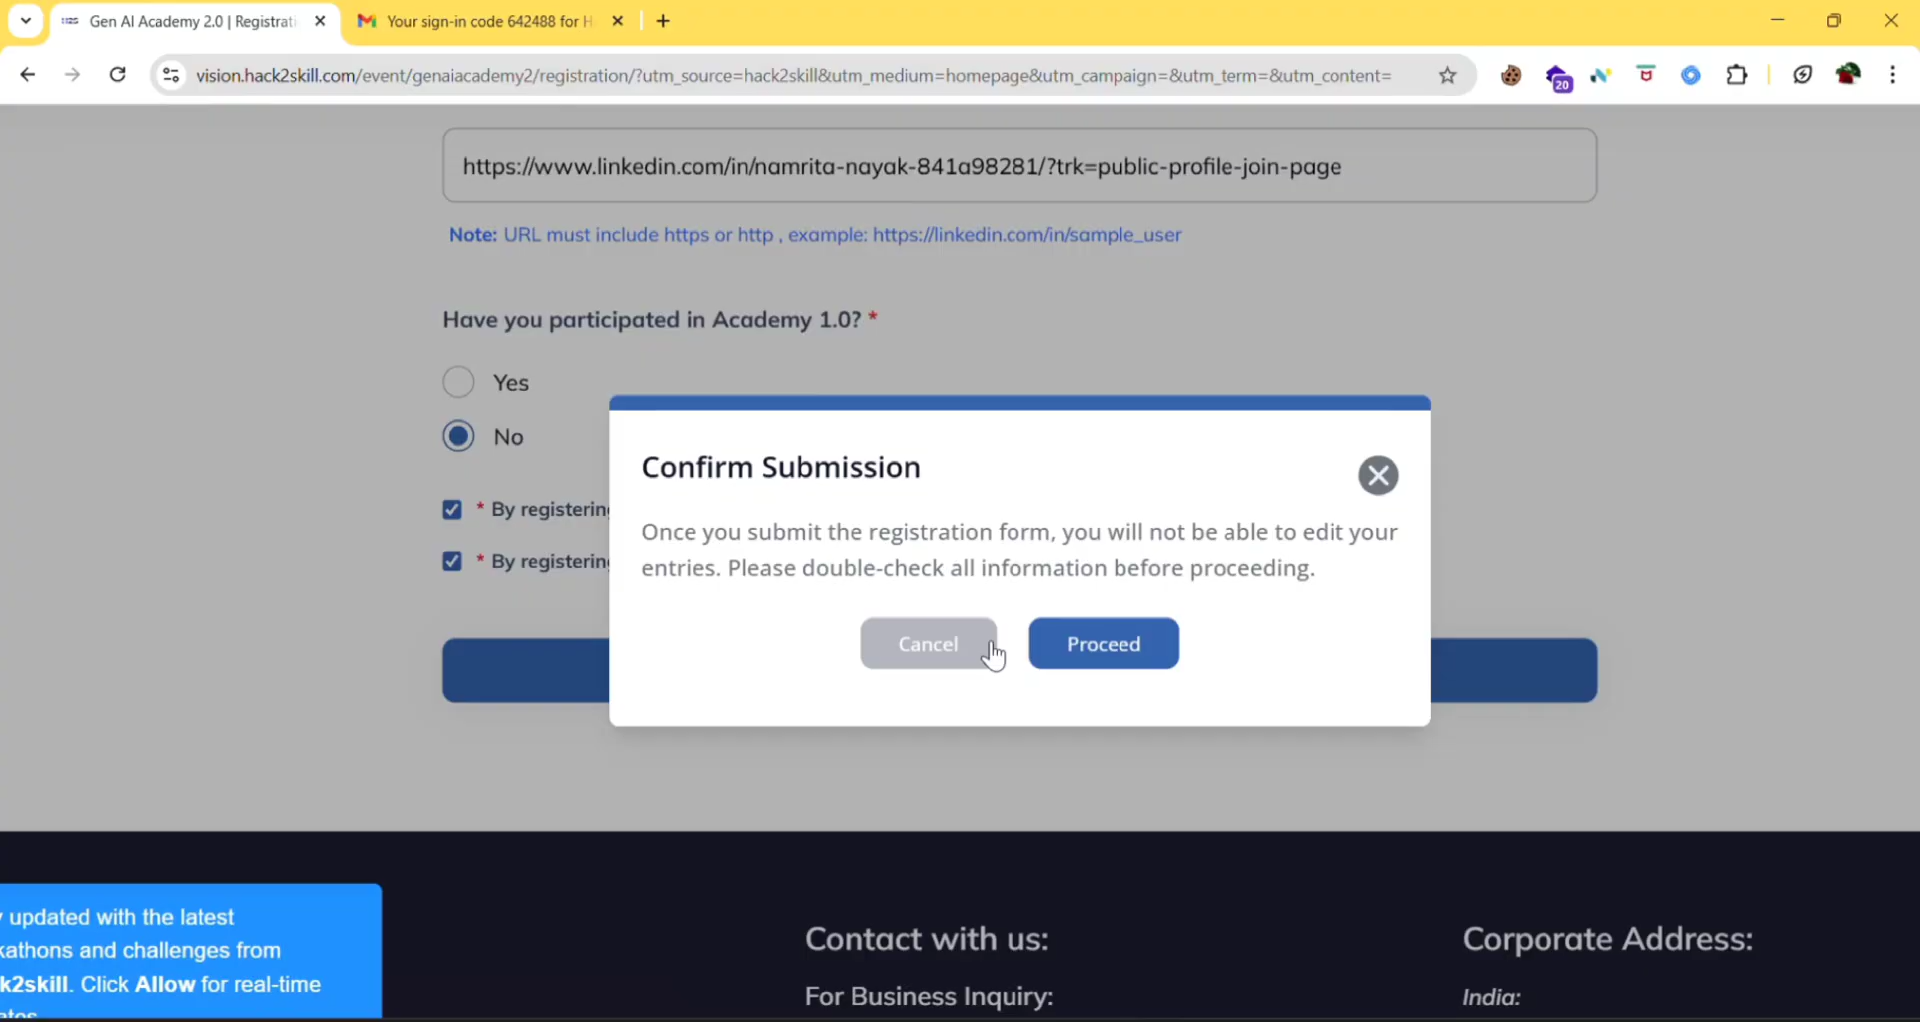 Gen AI Academy 2.0 | Registrati
Your sign-in code 642488 for H
vision.hack2skill.com/event/genaiacademy2/registration/?utm_source=hack2skill&utm_medium=homepage&utm_campaign=&utm_term=&utm_content=
20
https://www.linkedin.com/in/namrita-nayak-841a98281/?trk=public-profile-join-page
Note: URL must include https or http , example: https://linkedin.com/in/sample_user
Have you participated in Academy 1.0? *
Yes
No
* By registering
* By registering
Confirm Submission
Once you submit the registration form, you will not be able to edit your
entries. Please double-check all information before proceeding.
Cancel
Proceed
updated with the latest
kathons and challenges from
k2skill. Click Allow for real-time
Contact with us:
For Business Inquiry:
Corporate Address:
India: